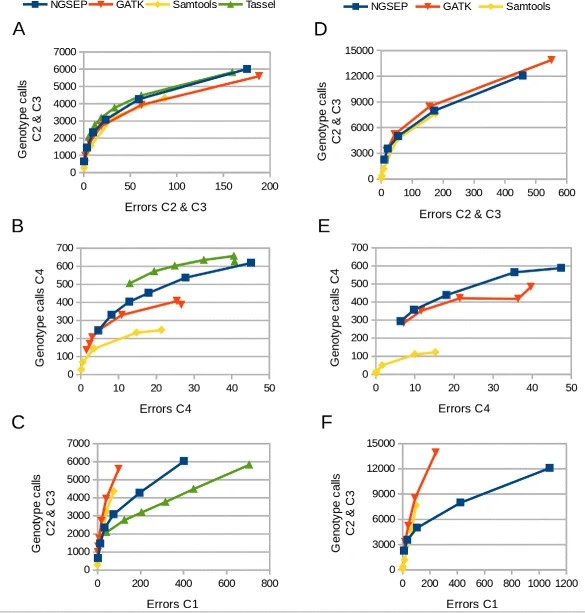 NGSEP GATK Samtools Tassel
NGSEP GATK Samtools
A
7000
6000
5000
4000
3000
2000
1000
0
0 50 100 150 200
Genotype calls
C2 & C3
Errors C2 & C3
D
15000
12000
9000
6000
3000
0
0 100 200 300 400 500 600
Genotype calls
C2 & C3
Errors C2 & C3
B
700
600
500
400
300
200
100
0
0 10 20 30 40 50
Genotype calls C4
Errors C4
E
700
600
500
400
300
200
100
0
0 10 20 30 40 50
Genotype calls C4
Errors C4
C
7000
6000
5000
4000
3000
2000
1000
0
0 200 400 600 800
Genotype calls
C2 & C3
Errors C1
F
15000
12000
9000
6000
3000
0
0 200 400 600 800 1000 1200
Genotype calls
C2 & C3
Errors C1